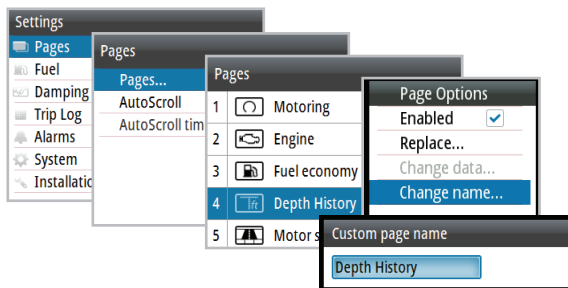 Settings
Pages
Fuel
Damping
Trip Log
Alarms
System
Installatic
Pages
Pages...
AutoScroll
AutoScroll tim
Pages
1 Motoring
2 Engine
3 Fuel economy
4 ft Depth History
5 Motor s
Page Options
Enabled
Replace...
Change data...
Change name...
Custom page name
Depth History